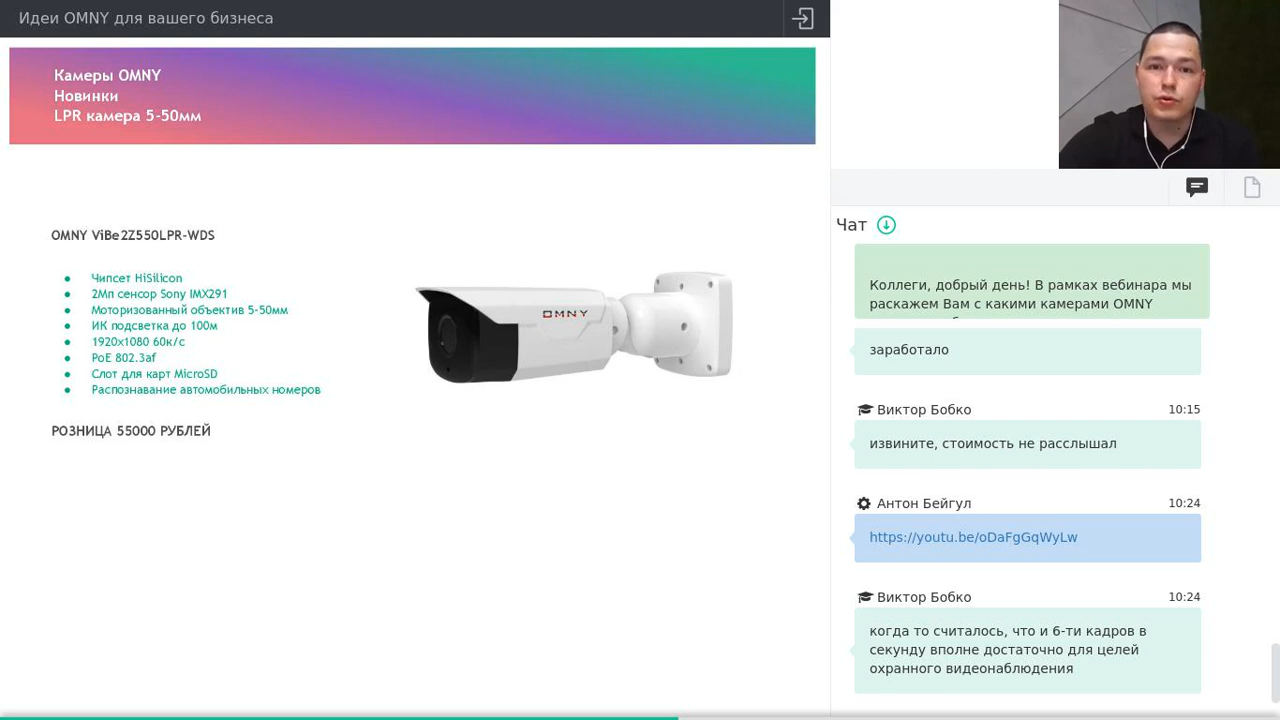 Идеи OMNY для вашего бизнеса
Камеры OMNY
Новинки
LPR камера 5-50мм
OMNY ViBe2Z550LPR-WDS
● Чипсет HiSilicon
● 2Мп сенсор Sony IMX291
● Моторизованный объектив 5-50мм
● ИК подсветка до 100м
● 1920x1080 60к/с
● PoE 802.3af
● Слот для карт MicroSD
● Распознавание автомобильных номеров
РОЗНИЦА 55000 РУБЛЕЙ
OMNY
Чат
Коллеги, добрый день! В рамках вебинара мы
раскажем Вам с какими камерами OMNY
заработало
Виктор Бобко 10:15
извините, стоимость не расслышал
Антон Бейгул 10:24
https://youtu.be/oDaFgGqWyLw
Виктор Бобко 10:24
когда то считалось, что и 6-ти кадров в
секунду вполне достаточно для целей
охранного видеонаблюдения